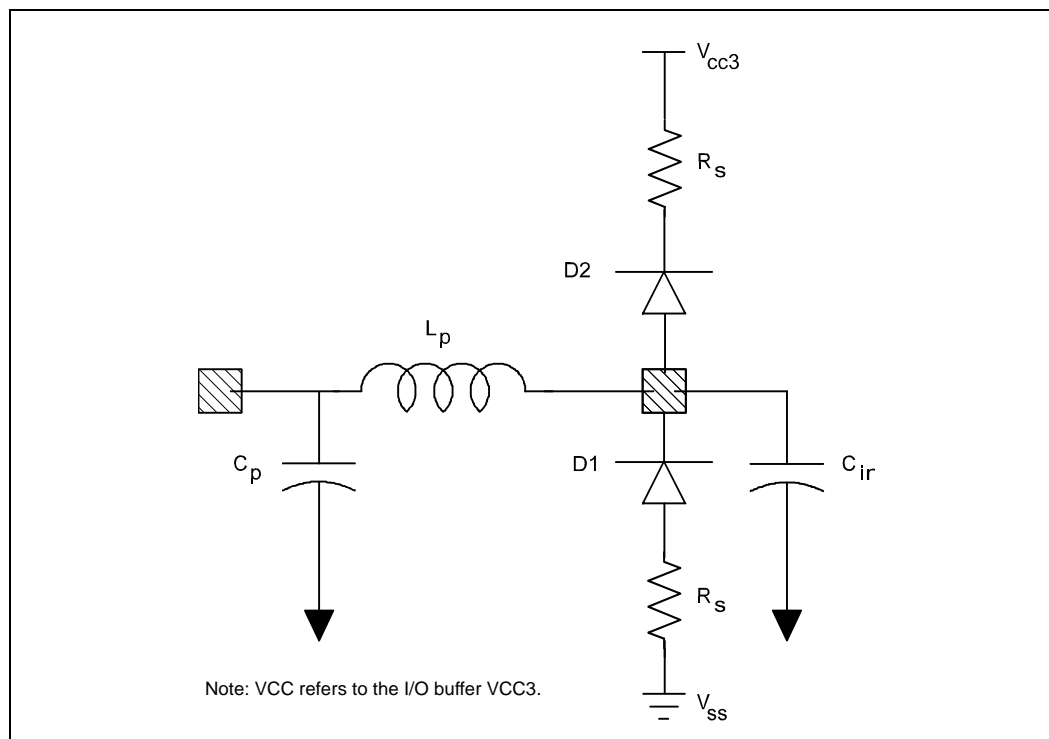 Vcc3
Rs
D2
Lp
Cp
D1
Cir
Rs
Note: VCC refers to the I/O buffer VCC3.
Vss